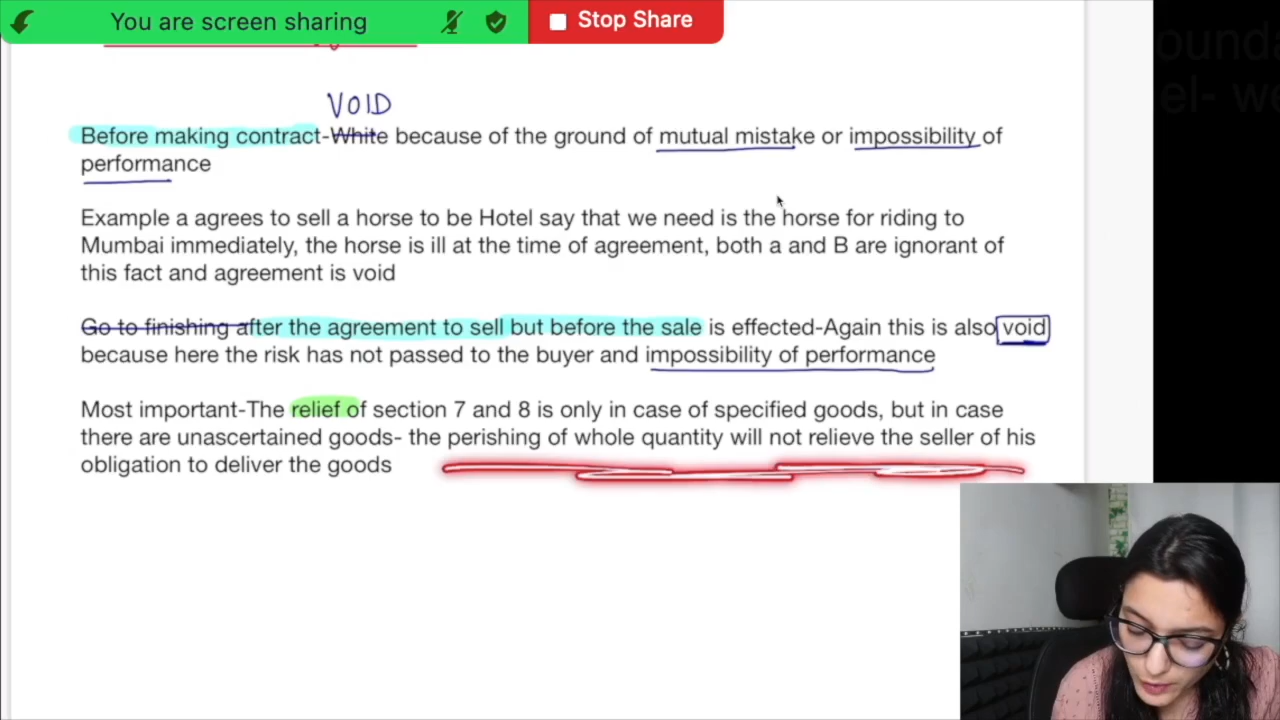 You are screen sharing
Stop Share
VOID
Before making contract-White because of the ground of mutual mistake or impossibility of
performance
Example a agrees to sell a horse to be Hotel say that we need is the horse for riding to
Mumbai immediately, the horse is ill at the time of agreement, both a and B are ignorant of
this fact and agreement is void
Go to finishing after the agreement to sell but before the sale is effected-Again this is also void
because here the risk has not passed to the buyer and impossibility of performance
Most important-The relief of section 7 and 8 is only in case of specified goods, but in case
there are unascertained goods- the perishing of whole quantity will not relieve the seller of his
obligation to deliver the goods